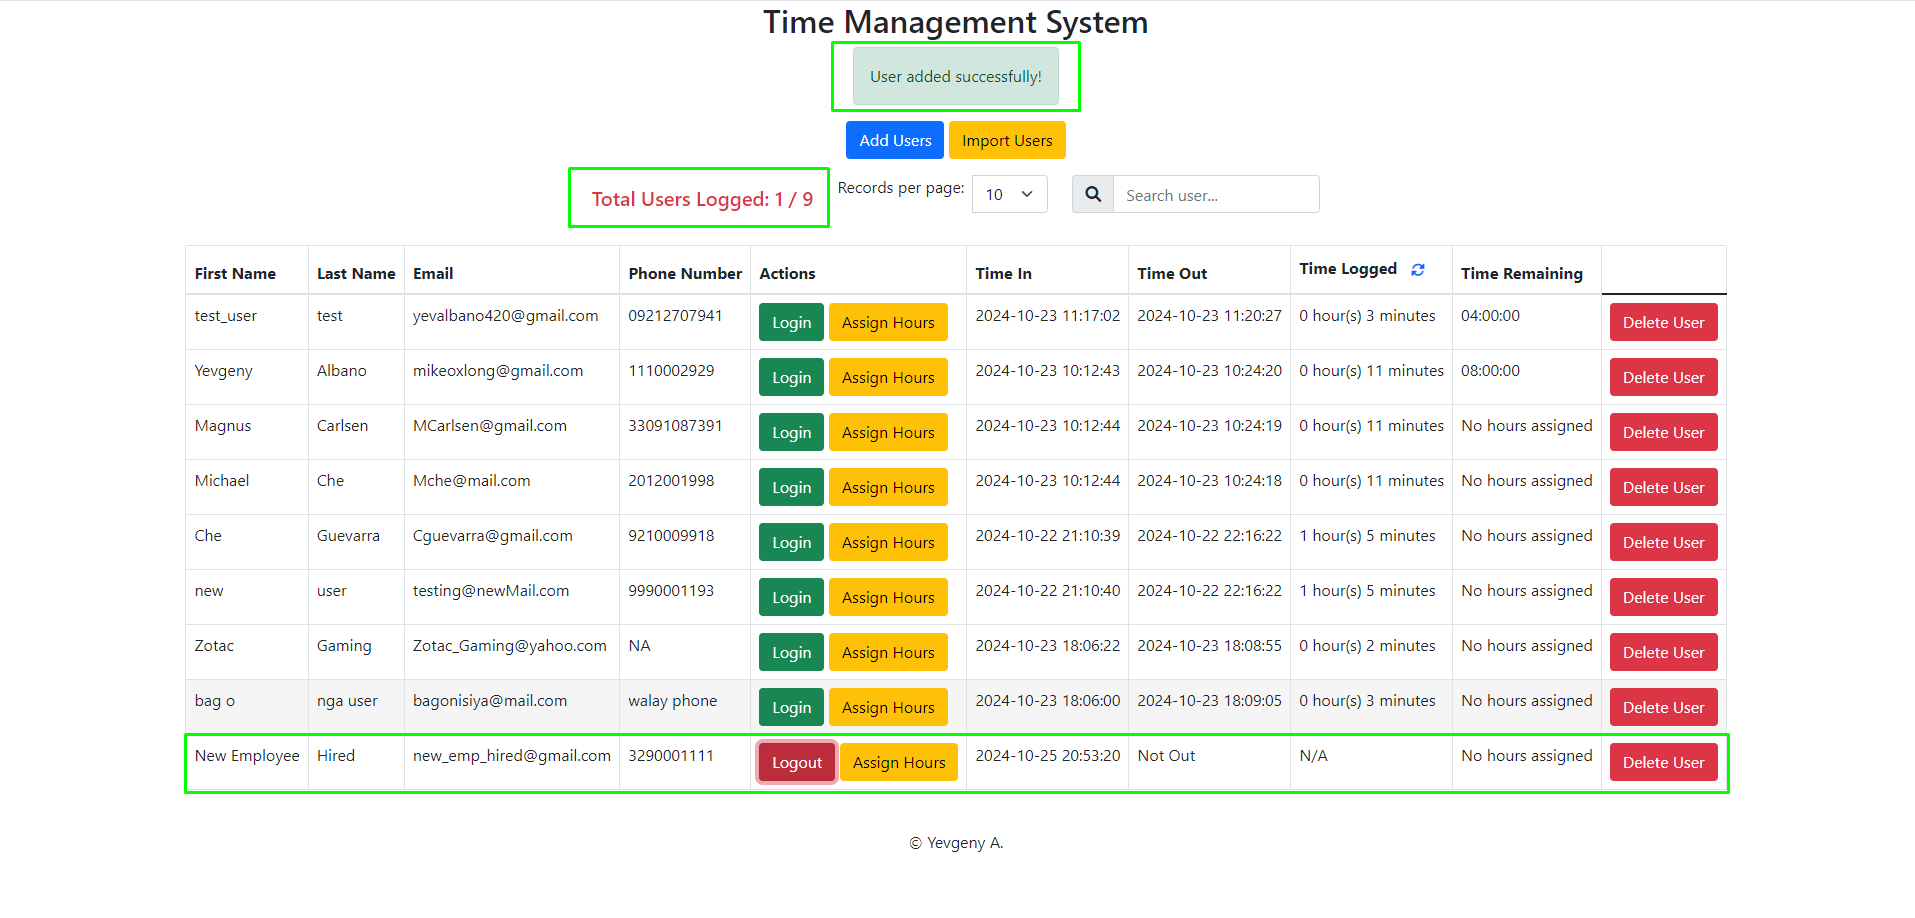 Time Management System
User added successfully!
Add Users Import Users
Total Users Logged: 1 / 9 Records per page: 10 Search user...
First Name Last Name Email Phone Number Actions Time In Time Out Time Logged Time Remaining
test_user test yevalbano420@gmail.com 09212707941 Login Assign Hours 2024-10-23 11:17:02 2024-10-23 11:20:27 0 hour(s) 3 minutes 04:00:00 Delete User
Yevgeny Albano mikeoxlong@gmail.com 1110002929 Login Assign Hours 2024-10-23 10:12:43 2024-10-23 10:24:20 0 hour(s) 11 minutes 08:00:00 Delete User
Magnus Carlsen MCarlsen@gmail.com 33091087391 Login Assign Hours 2024-10-23 10:12:44 2024-10-23 10:24:19 0 hour(s) 11 minutes No hours assigned Delete User
Michael Che Mche@mail.com 2012001998 Login Assign Hours 2024-10-23 10:12:44 2024-10-23 10:24:18 0 hour(s) 11 minutes No hours assigned Delete User
Che Guevarra Cguevarra@gmail.com 9210009918 Login Assign Hours 2024-10-22 21:10:39 2024-10-22 22:16:22 1 hour(s) 5 minutes No hours assigned Delete User
new user testing@newMail.com 9990001193 Login Assign Hours 2024-10-22 21:10:40 2024-10-22 22:16:22 1 hour(s) 5 minutes No hours assigned Delete User
Zotac Gaming Zotac_Gaming@yahoo.com NA Login Assign Hours 2024-10-23 18:06:22 2024-10-23 18:08:55 0 hour(s) 2 minutes No hours assigned Delete User
bag o nga user bagonisiya@mail.com walay phone Login Assign Hours 2024-10-23 18:06:00 2024-10-23 18:09:05 0 hour(s) 3 minutes No hours assigned Delete User
New Employee Hired new_emp_hired@gmail.com 3290001111 Logout Assign Hours 2024-10-25 20:53:20 Not Out N/A No hours assigned Delete User
© Yevgeny A.